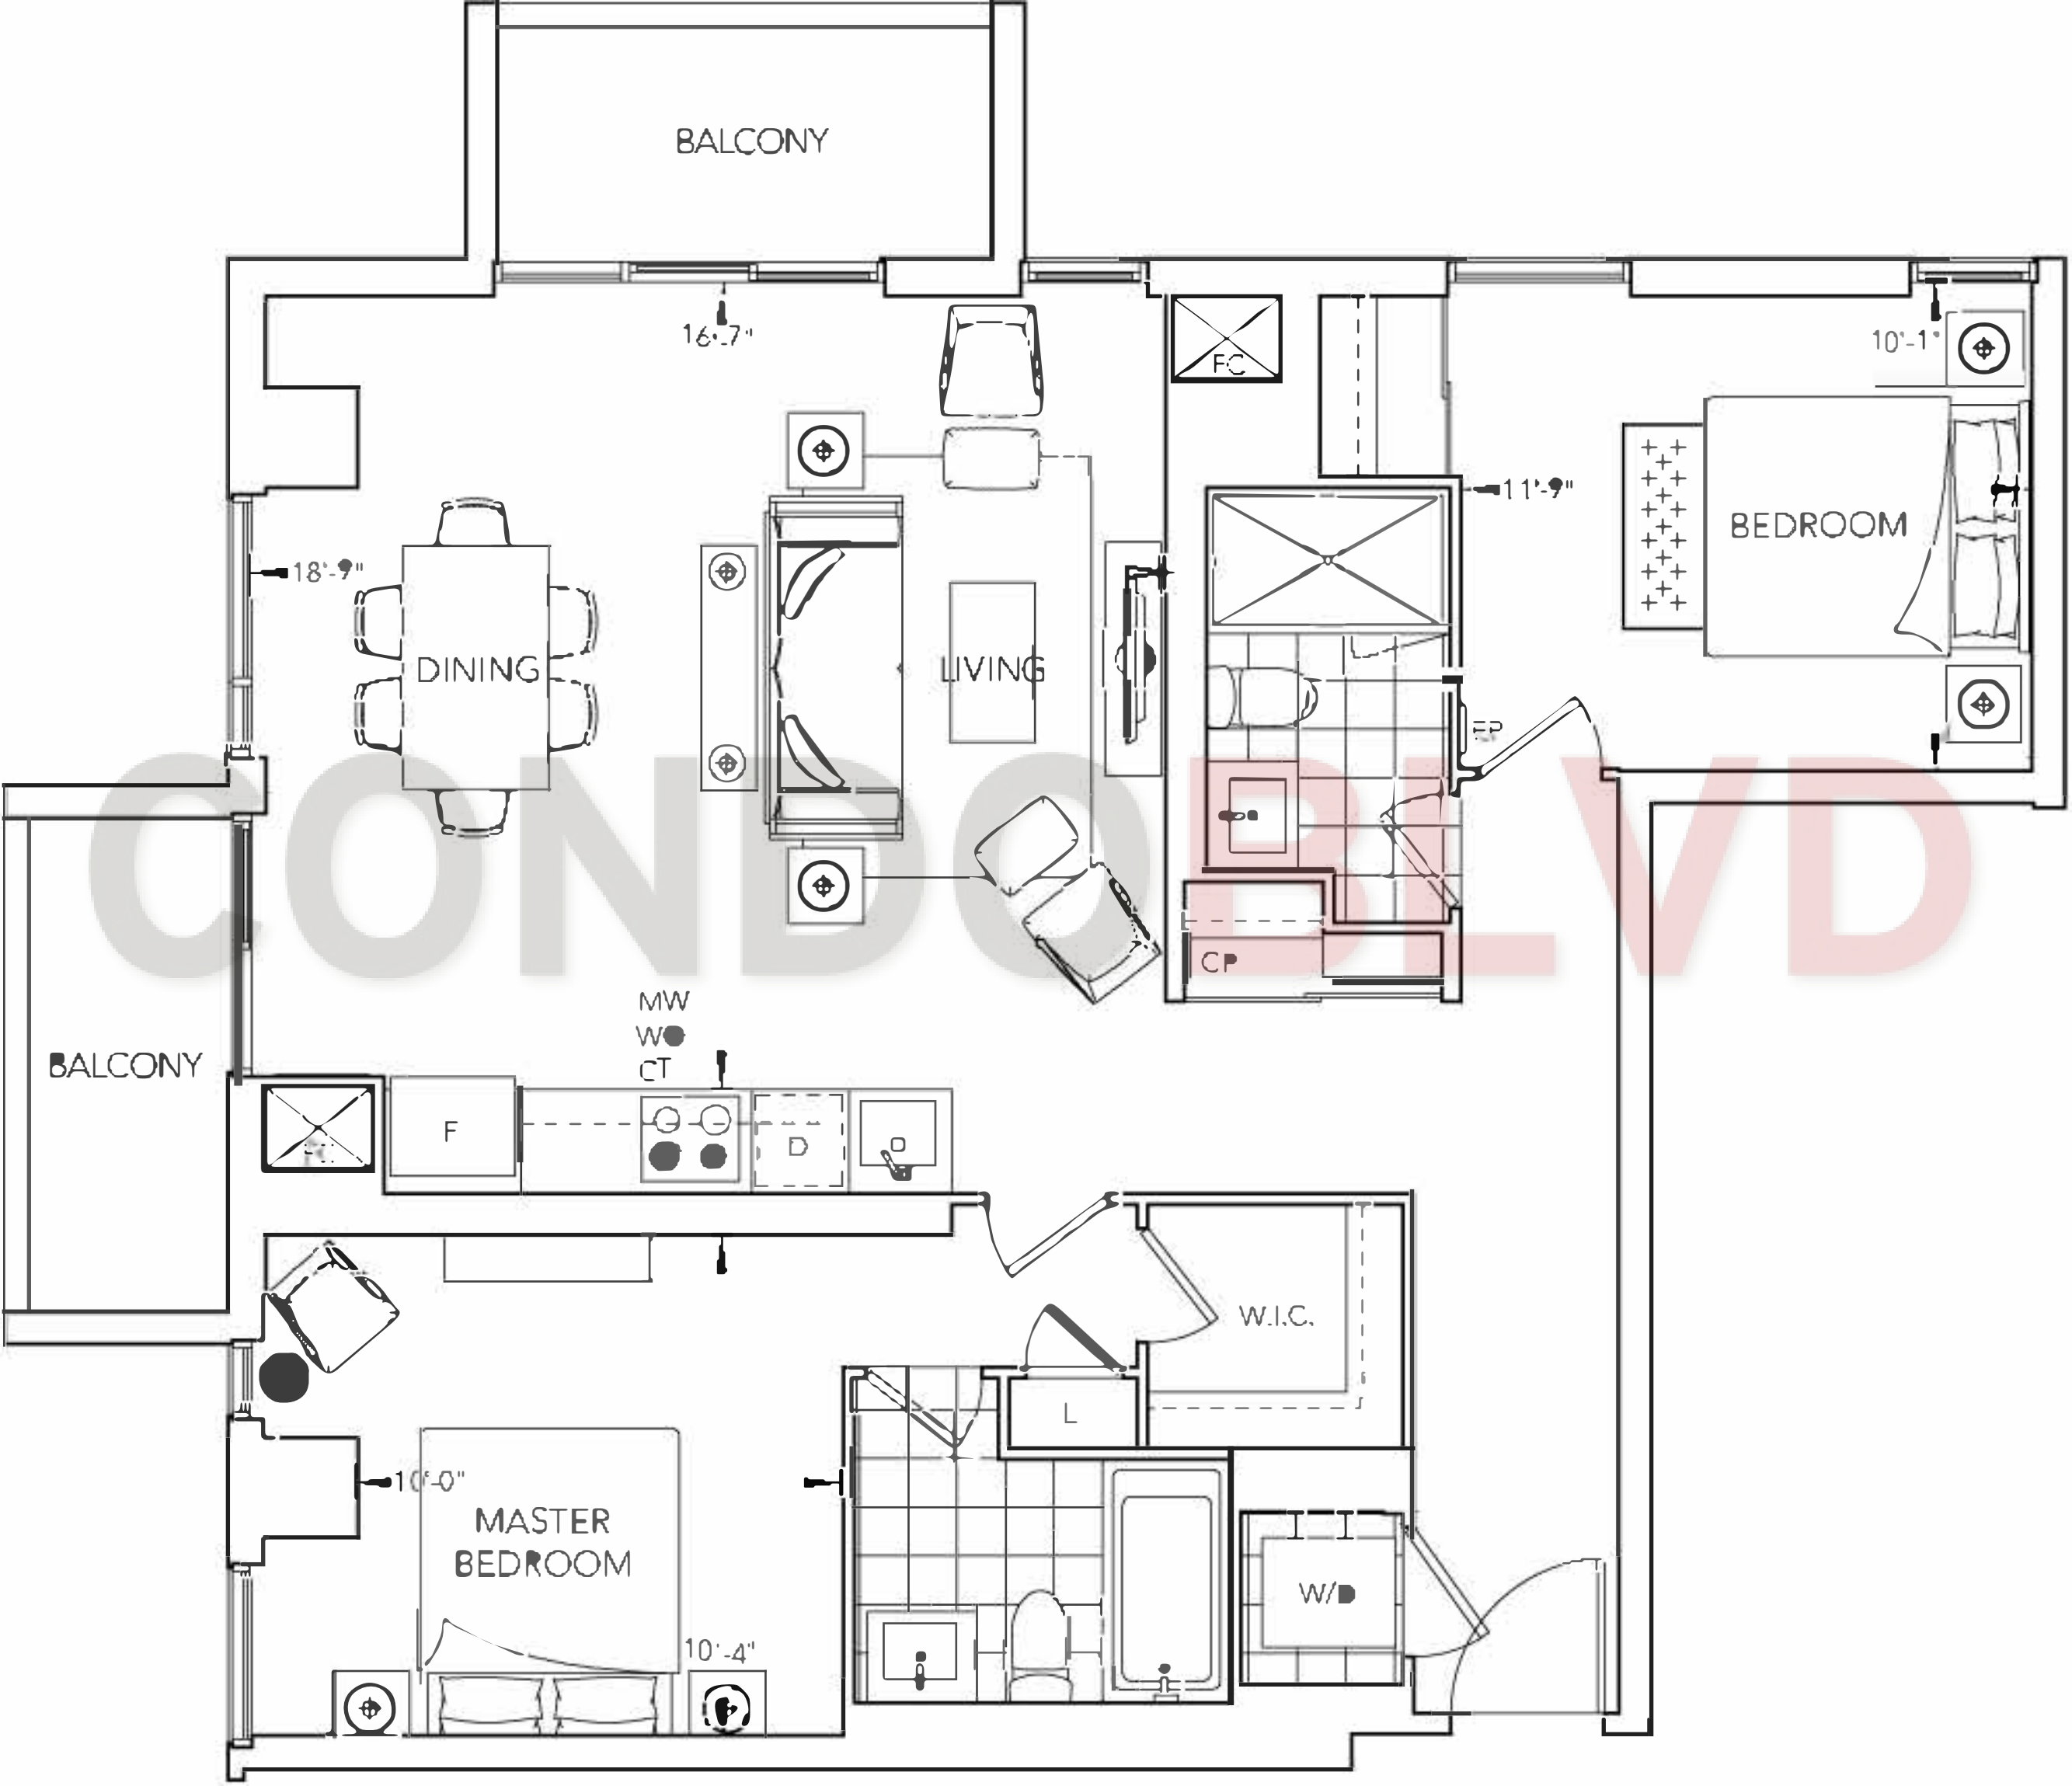 BALCONY
16'-7"
FC
10'-1"
11'-9"
BEDROOM
18'-9"
DINING
LIVING
EP
CONDOBLVD
CP
MW
WO
CT
BALCONY
F
D
W.I.C.
L
10'-0"
MASTER
BEDROOM
W/D
10'-4"